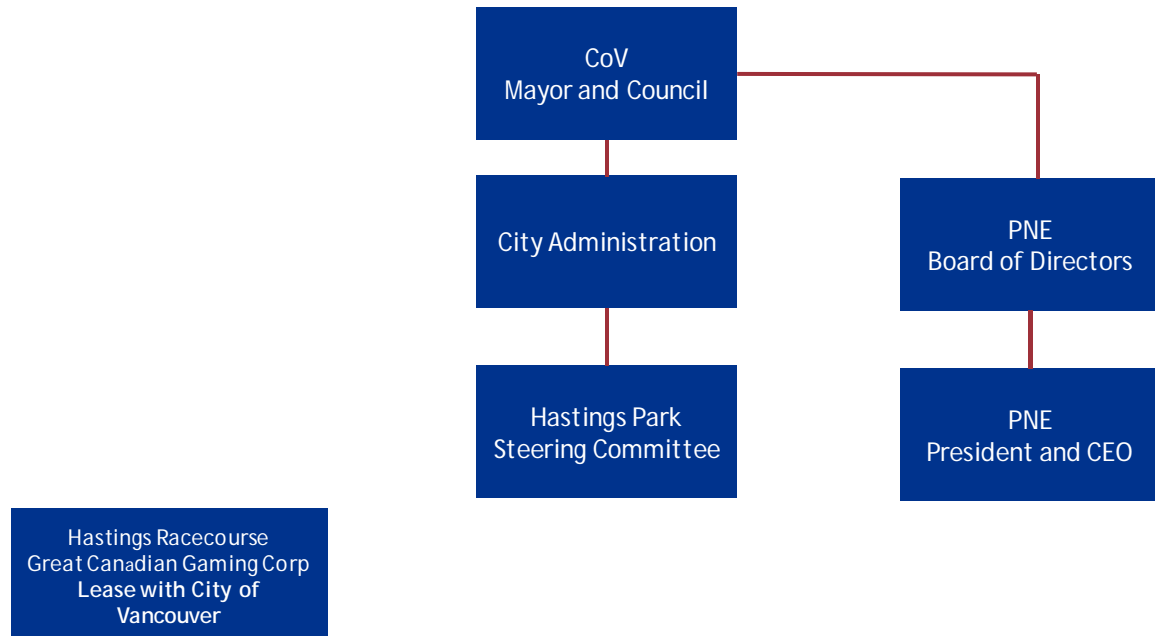 CoV
Mayor and Council
City Administration
PNE
Board of Directors
Hastings Park
Steering Committee
PNE
President and CEO
Hastings Racecourse
Great Canadian Gaming Corp
Lease with City of
Vancouver